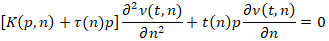 [K(p,n) + τ(n)p] ∂²v(t,n)/∂n² + t(n)p ∂v(t,n)/∂n = 0